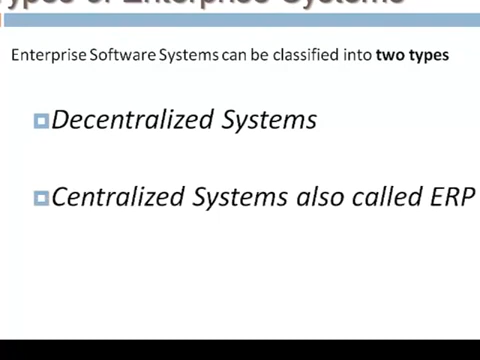 Types of Enterprise Systems
Enterprise Software Systems can be classified into two types
Decentralized Systems
Centralized Systems also called ERP